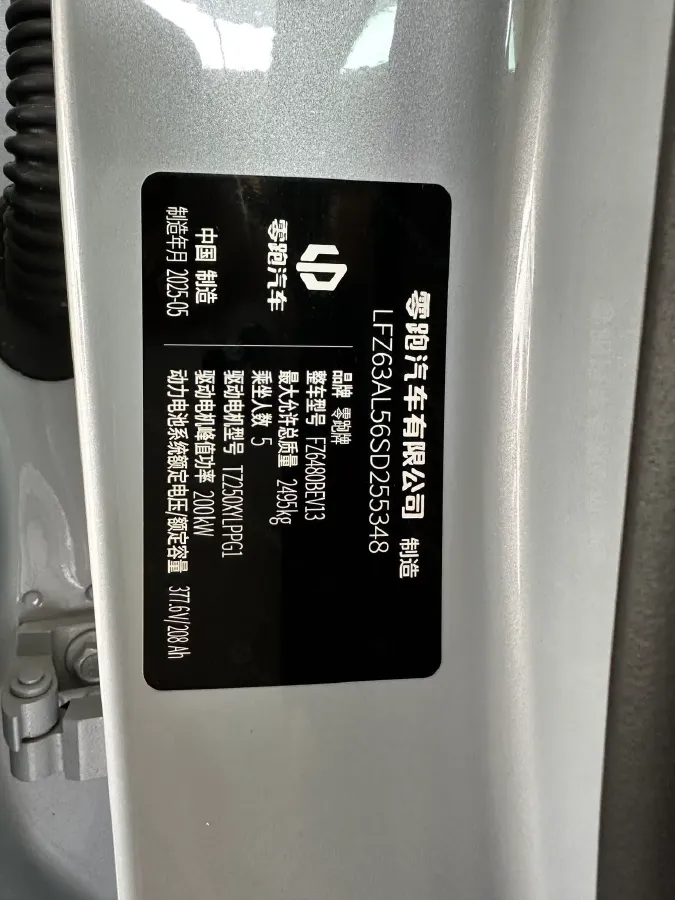 零跑汽车有限公司 制造
LFZ63AL56SD255348
零跑汽车
中国 制造
制造年月 2025-05
品牌 零跑牌
整车型号 FZ6480BEV13
最大允许总质量 2495kg
乘坐人数 5
驱动电机型号 TZ250XYLPPG1
驱动电机峰值功率 200kW
动力电池系统额定电压/额定容量 377.6V/208Ah